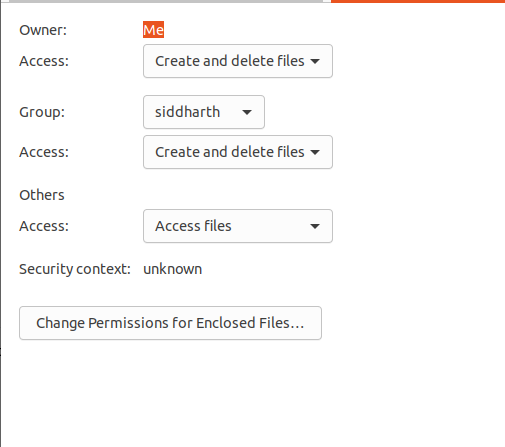 Owner: Me
Access: Create and delete files
Group: siddharth
Access: Create and delete files
Others
Access: Access files
Security context: unknown
Change Permissions for Enclosed Files…